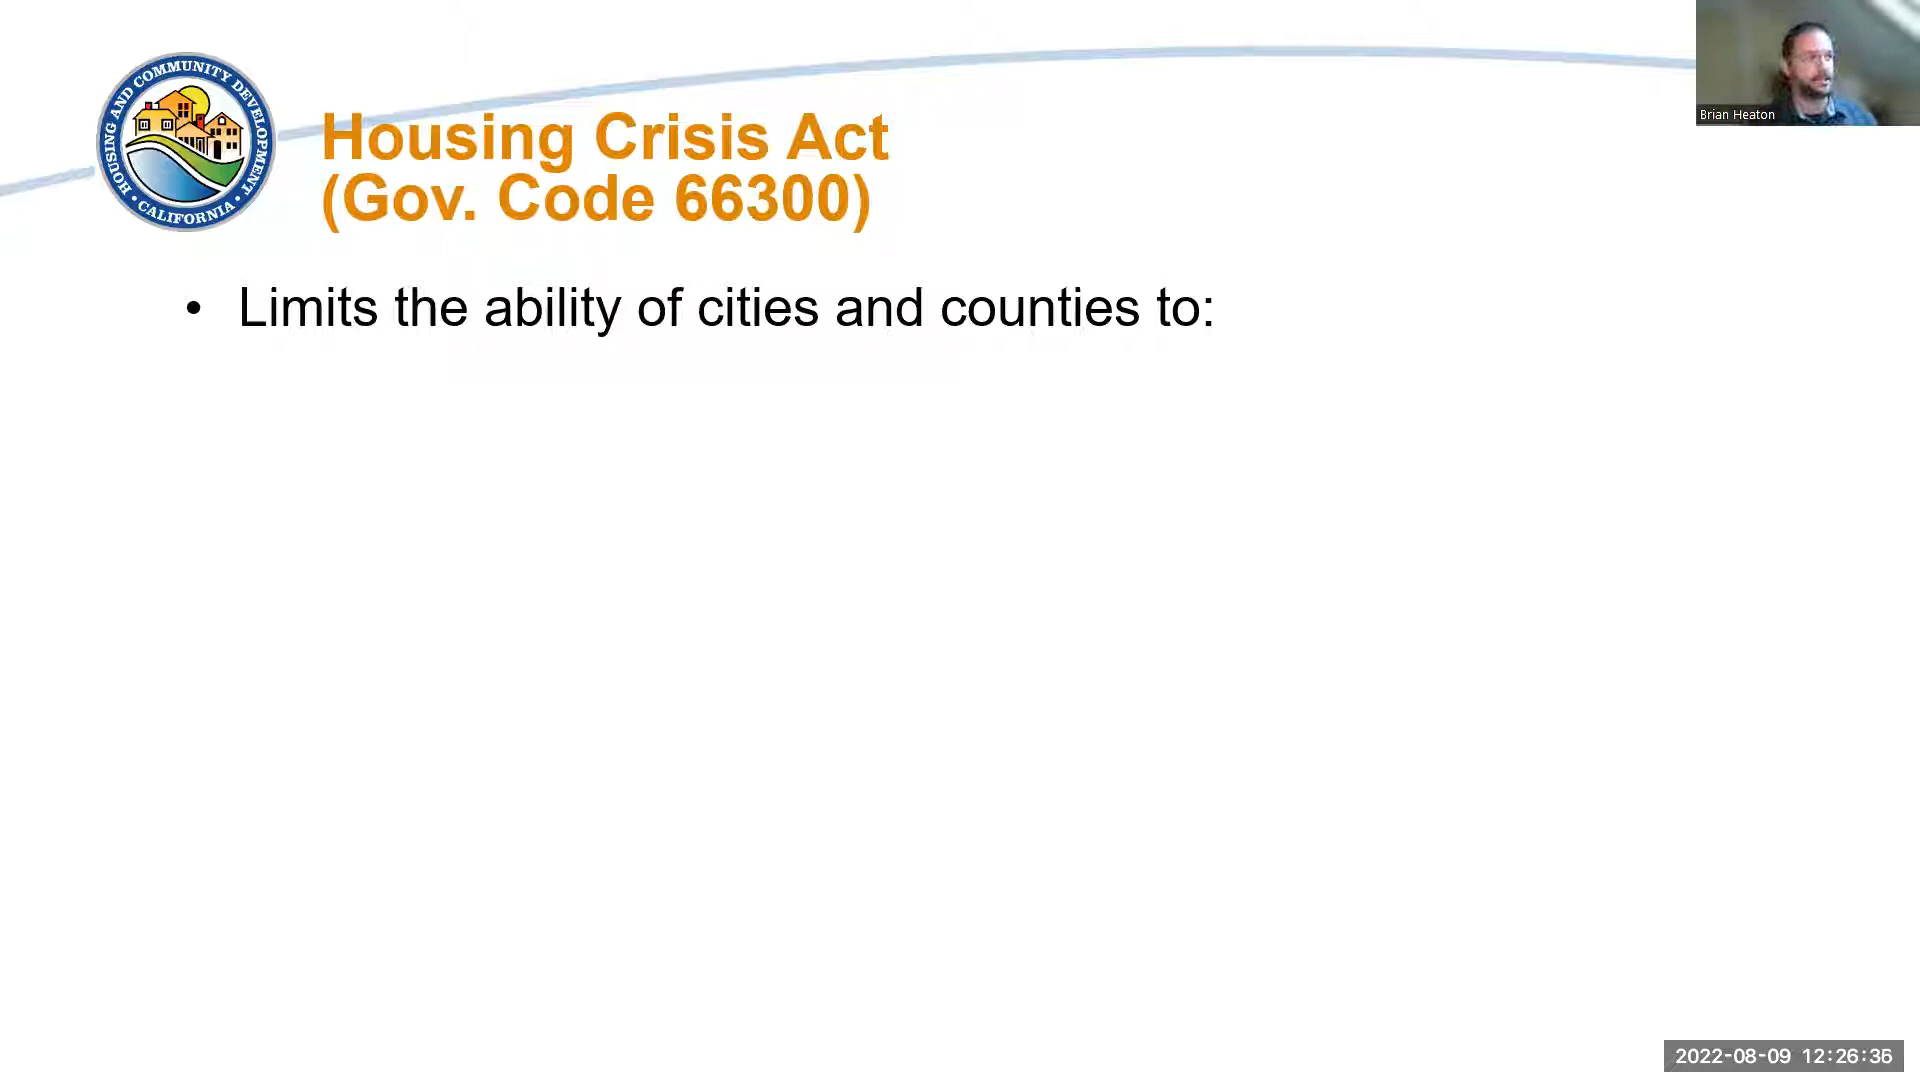 HOUSING AND COMMUNITY DEVELOPMENT
• CALIFORNIA •
Housing Crisis Act
(Gov. Code 66300)
• Limits the ability of cities and counties to:
Brian Heaton
2022-08-09 12:26:36